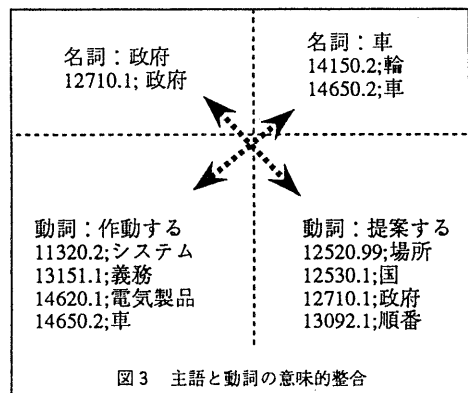 名詞：政府
12710.1; 政府
名詞：車
14150.2;輪
14650.2;車
動詞：作動する
11320.2;システム
13151.1;義務
14620.1;電気製品
14650.2;車
動詞：提案する
12520.99;場所
12530.1;国
12710.1;政府
13092.1;順番
図3　主語と動詞の意味的整合